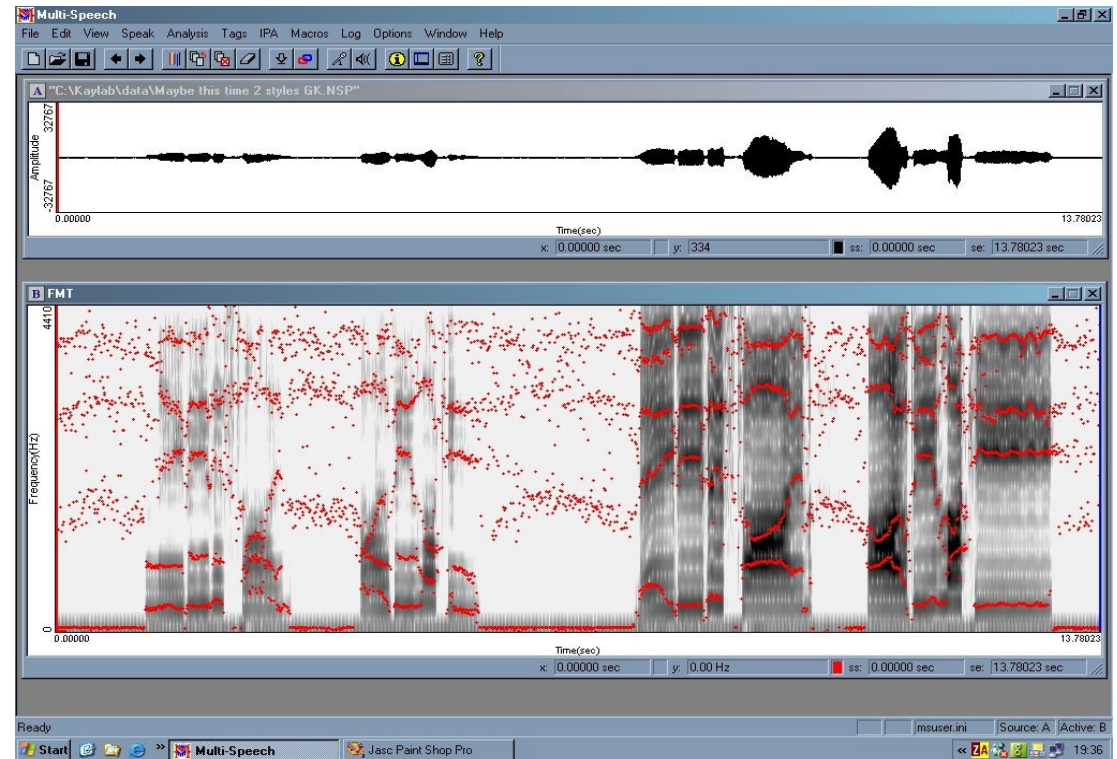 Multi-Speech
File Edit View Speak Analysis Tags IPA Macros Log Options Window Help
A "C:\Kaylab\data\Maybe this time 2 styles GK.NSP"
32767
Amplitude
-32767
0.00000 13.78023
Time(sec)
x: 0.00000 sec y: 334 ss: 0.00000 sec se: 13.78023 sec
B FMT
4410
Frequency(Hz)
0
0.00000 13.78023
Time(sec)
x: 0.00000 sec y: 0.00 Hz ss: 0.00000 sec se: 13.78023 sec
Ready msuser.ini Source: A Active: B
Start » Multi-Speech Jasc Paint Shop Pro « ZA 19:36